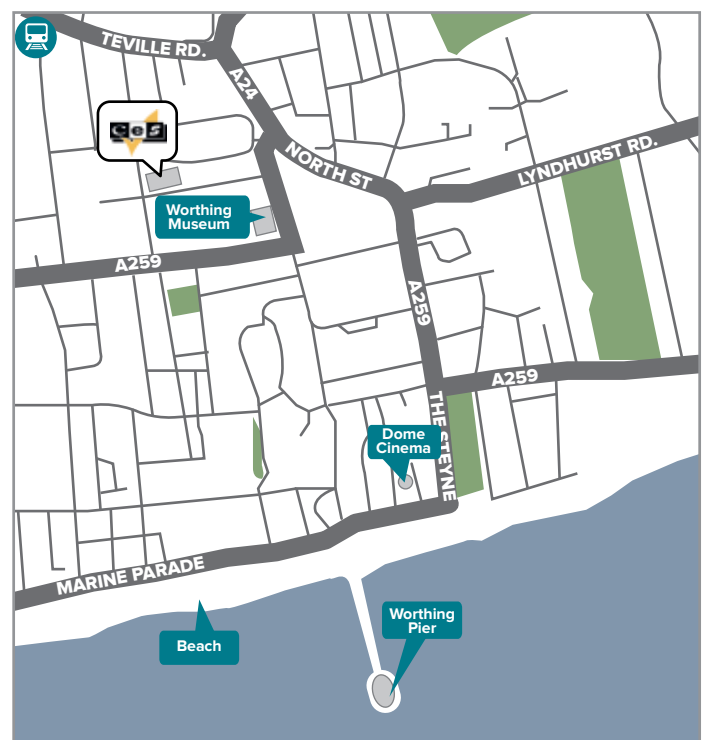 TEVILLE RD.
A24
CeS
NORTH ST
LYNDHURST RD.
Worthing
Museum
A259
A259
A259
THE STEYNE
Dome
Cinema
MARINE PARADE
Worthing
Pier
Beach